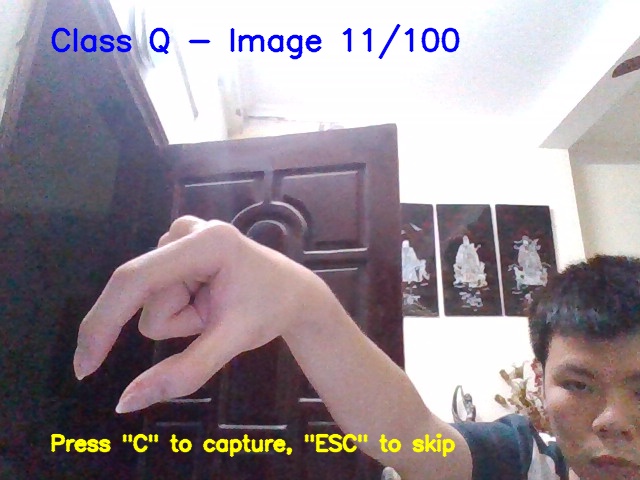 Class Q - Image 11/100
Press "C" to capture, "ESC" to skip